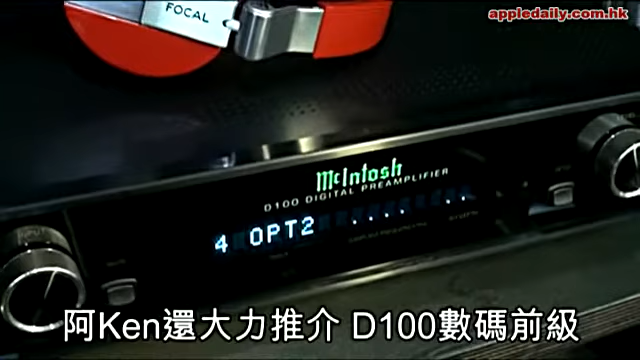 FOCAL
appledaily.com.hk
McIntosh
D100 DIGITAL PREAMPLIFIER
4 OPT2
阿Ken還大力推介 D100數碼前級